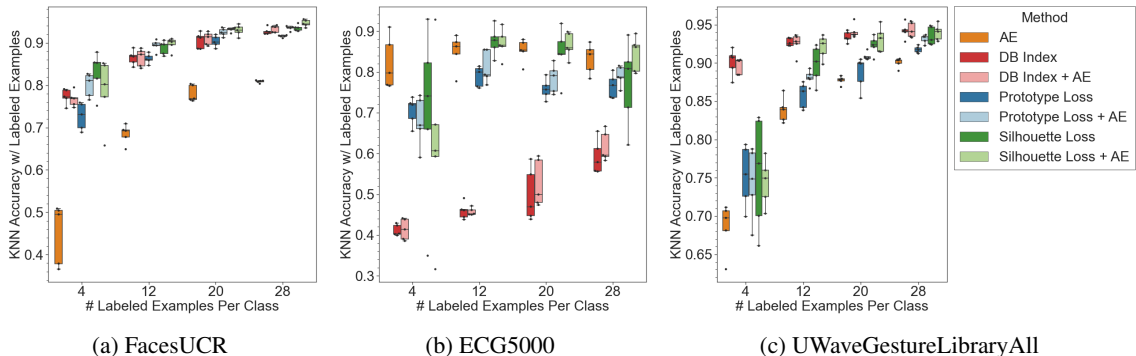 KNN Accuracy w/ Labeled Examples
0.9
0.8
0.7
0.6
0.5
0.4
4 12 20 28
# Labeled Examples Per Class
(a) FacesUCR
KNN Accuracy w/ Labeled Examples
0.9
0.8
0.7
0.6
0.5
0.4
0.3
4 12 20 28
# Labeled Examples Per Class
(b) ECG5000
KNN Accuracy w/ Labeled Examples
0.95
0.90
0.85
0.80
0.75
0.70
0.65
4 12 20 28
# Labeled Examples Per Class
(c) UWaveGestureLibraryAll
Method
AE
DB Index
DB Index + AE
Prototype Loss
Prototype Loss + AE
Silhouette Loss
Silhouette Loss + AE